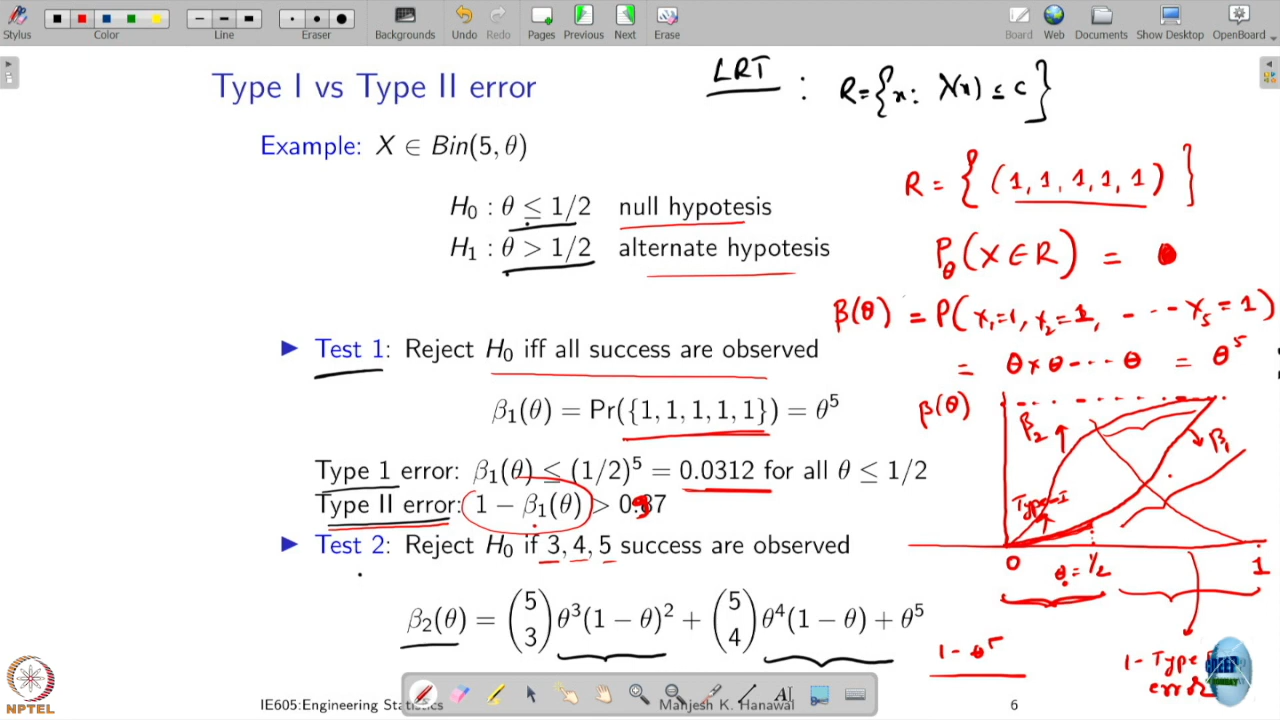 Stylus Color Line Eraser Backgrounds Undo Redo Pages Previous Next Erase Board Web Documents Show Desktop OpenBoard
Type I vs Type II error
LRT : R={x: λ(x) ≤ c}
Example: X ∈ Bin(5, θ)
R = { (1,1,1,1,1) }
H₀ : θ ≤ 1/2 null hypotesis
H₁ : θ > 1/2 alternate hypotesis
P_θ(X ∈ R) =
β(θ) = P(X₁=1, X₂=1, - --- X₅=1)
Test 1: Reject H₀ iff all success are observed
= θ×θ---- θ = θ⁵
β₁(θ) = Pr({1, 1, 1, 1, 1}) = θ⁵
β(θ)
β₂
β₁
Type 1 error: β₁(θ) ≤ (1/2)⁵ = 0.0312 for all θ ≤ 1/2
Type II error: 1 − β₁(θ) > 0.97
Type-I
Test 2: Reject H₀ if 3, 4, 5 success are observed
0 θ=1/2 1
β₂(θ) = (5 3)θ³(1 − θ)² + (5 4)θ⁴(1 − θ) + θ⁵
1-θ⁵
1-Type
error
NPTEL
IE605:Engineering Statistics Manjesh K. Hanawal 6